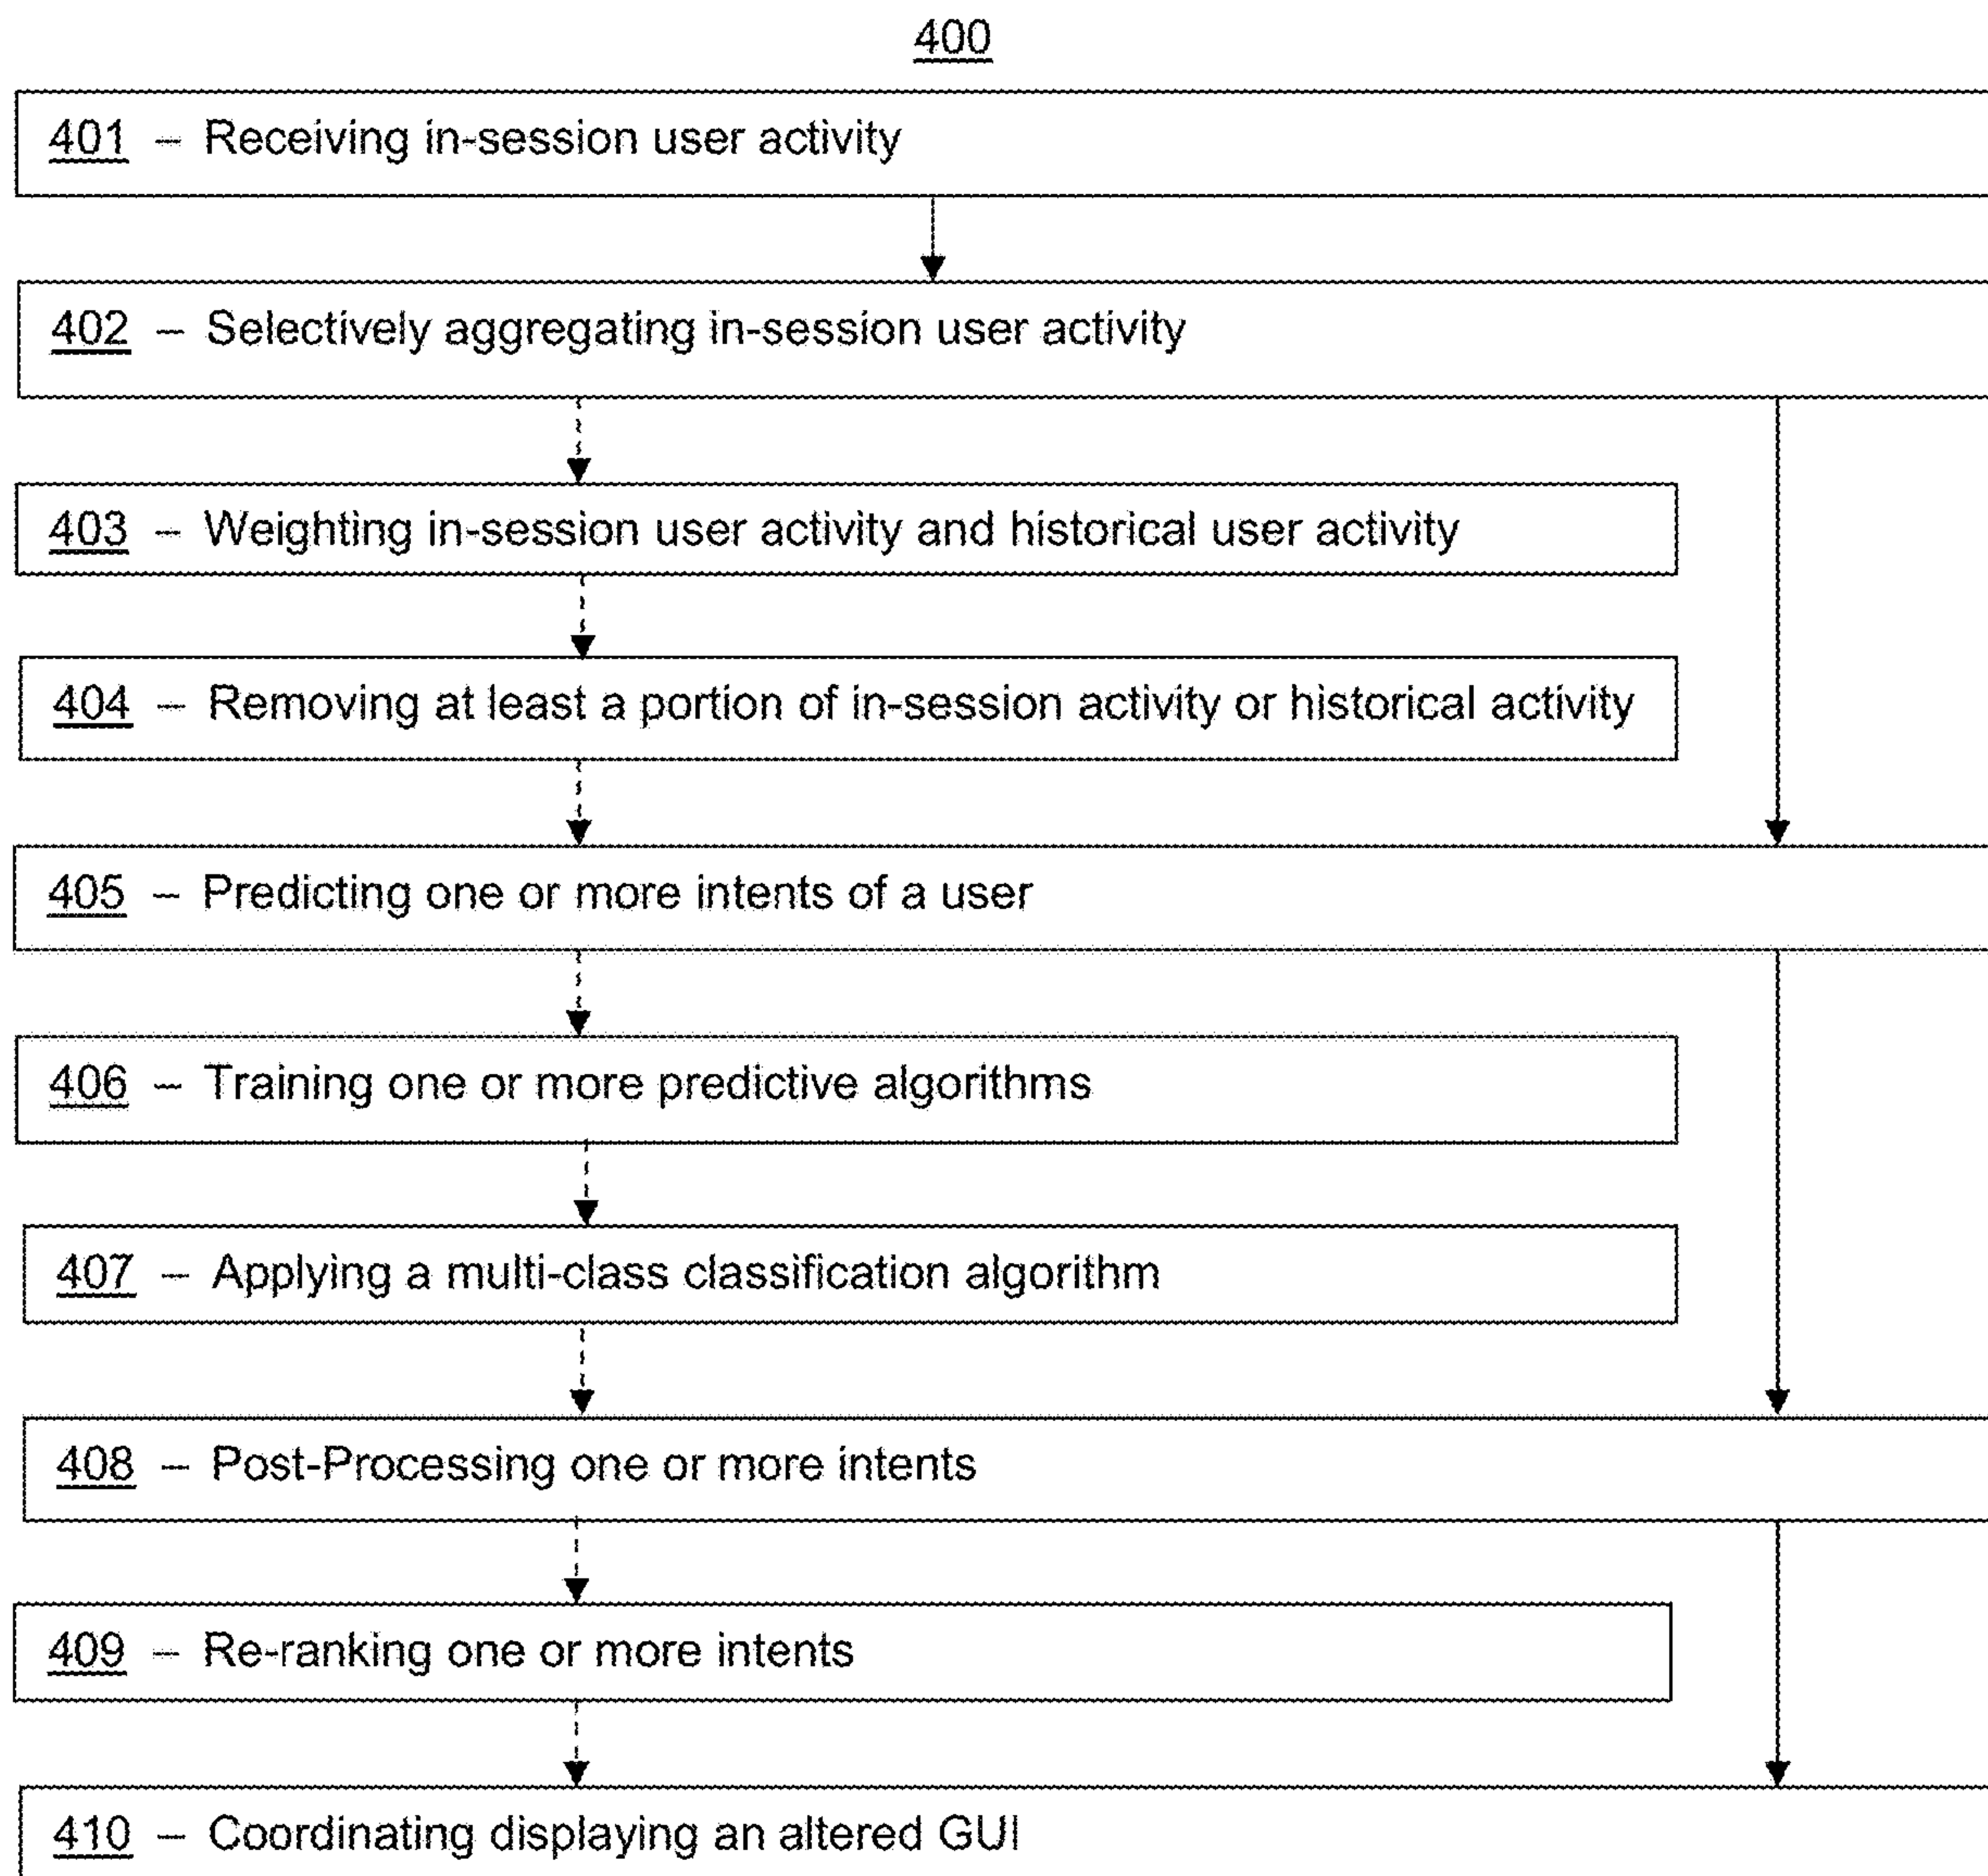 400
401 – Receiving in-session user activity
402 – Selectively aggregating in-session user activity
403 – Weighting in-session user activity and historical user activity
404 – Removing at least a portion of in-session activity or historical activity
405 – Predicting one or more intents of a user
406 – Training one or more predictive algorithms
407 – Applying a multi-class classification algorithm
408 – Post-Processing one or more intents
409 – Re-ranking one or more intents
410 – Coordinating displaying an altered GUI